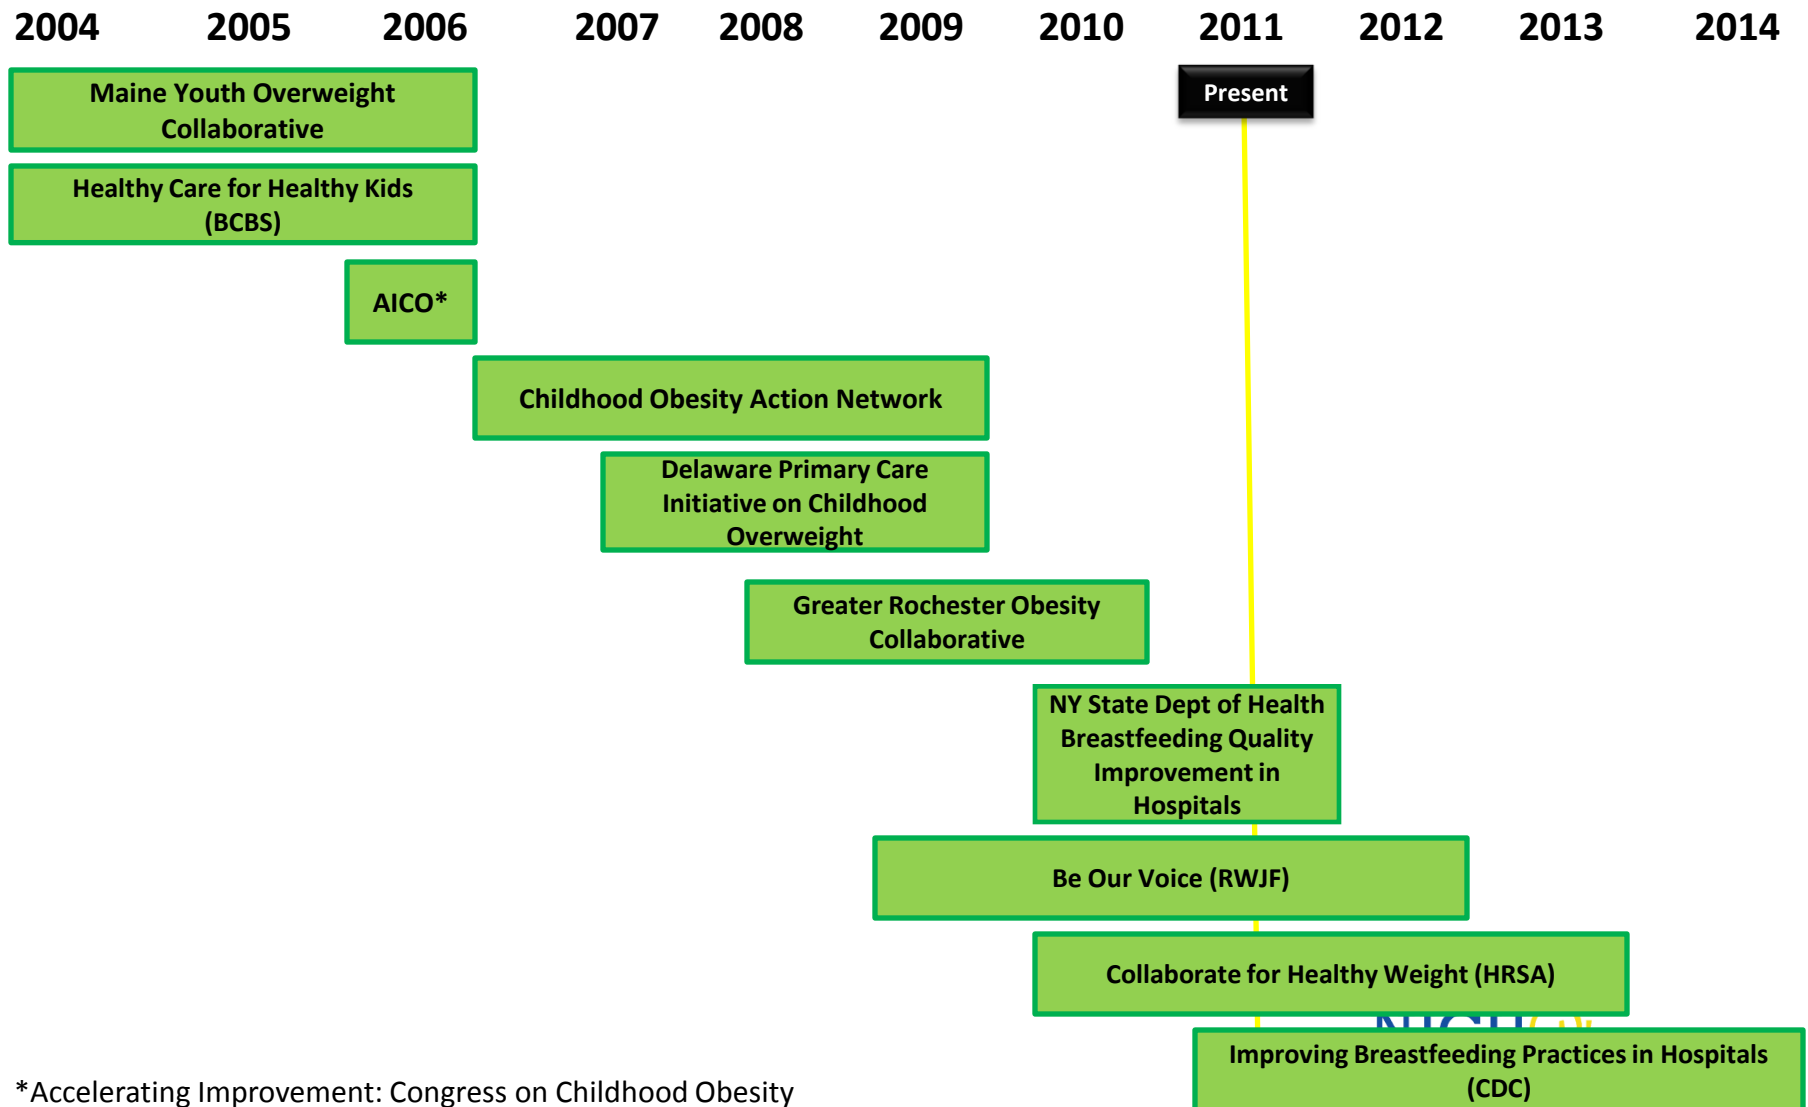 2004 2005 2006 2007 2008 2009 2010 2011 2012 2013 2014
Present
Maine Youth Overweight
Collaborative
Healthy Care for Healthy Kids
(BCBS)
AICO*
Childhood Obesity Action Network
Delaware Primary Care
Initiative on Childhood
Overweight
Greater Rochester Obesity
Collaborative
NY State Dept of Health
Breastfeeding Quality
Improvement in
Hospitals
Be Our Voice (RWJF)
Collaborate for Healthy Weight (HRSA)
Improving Breastfeeding Practices in Hospitals
(CDC)
*Accelerating Improvement: Congress on Childhood Obesity